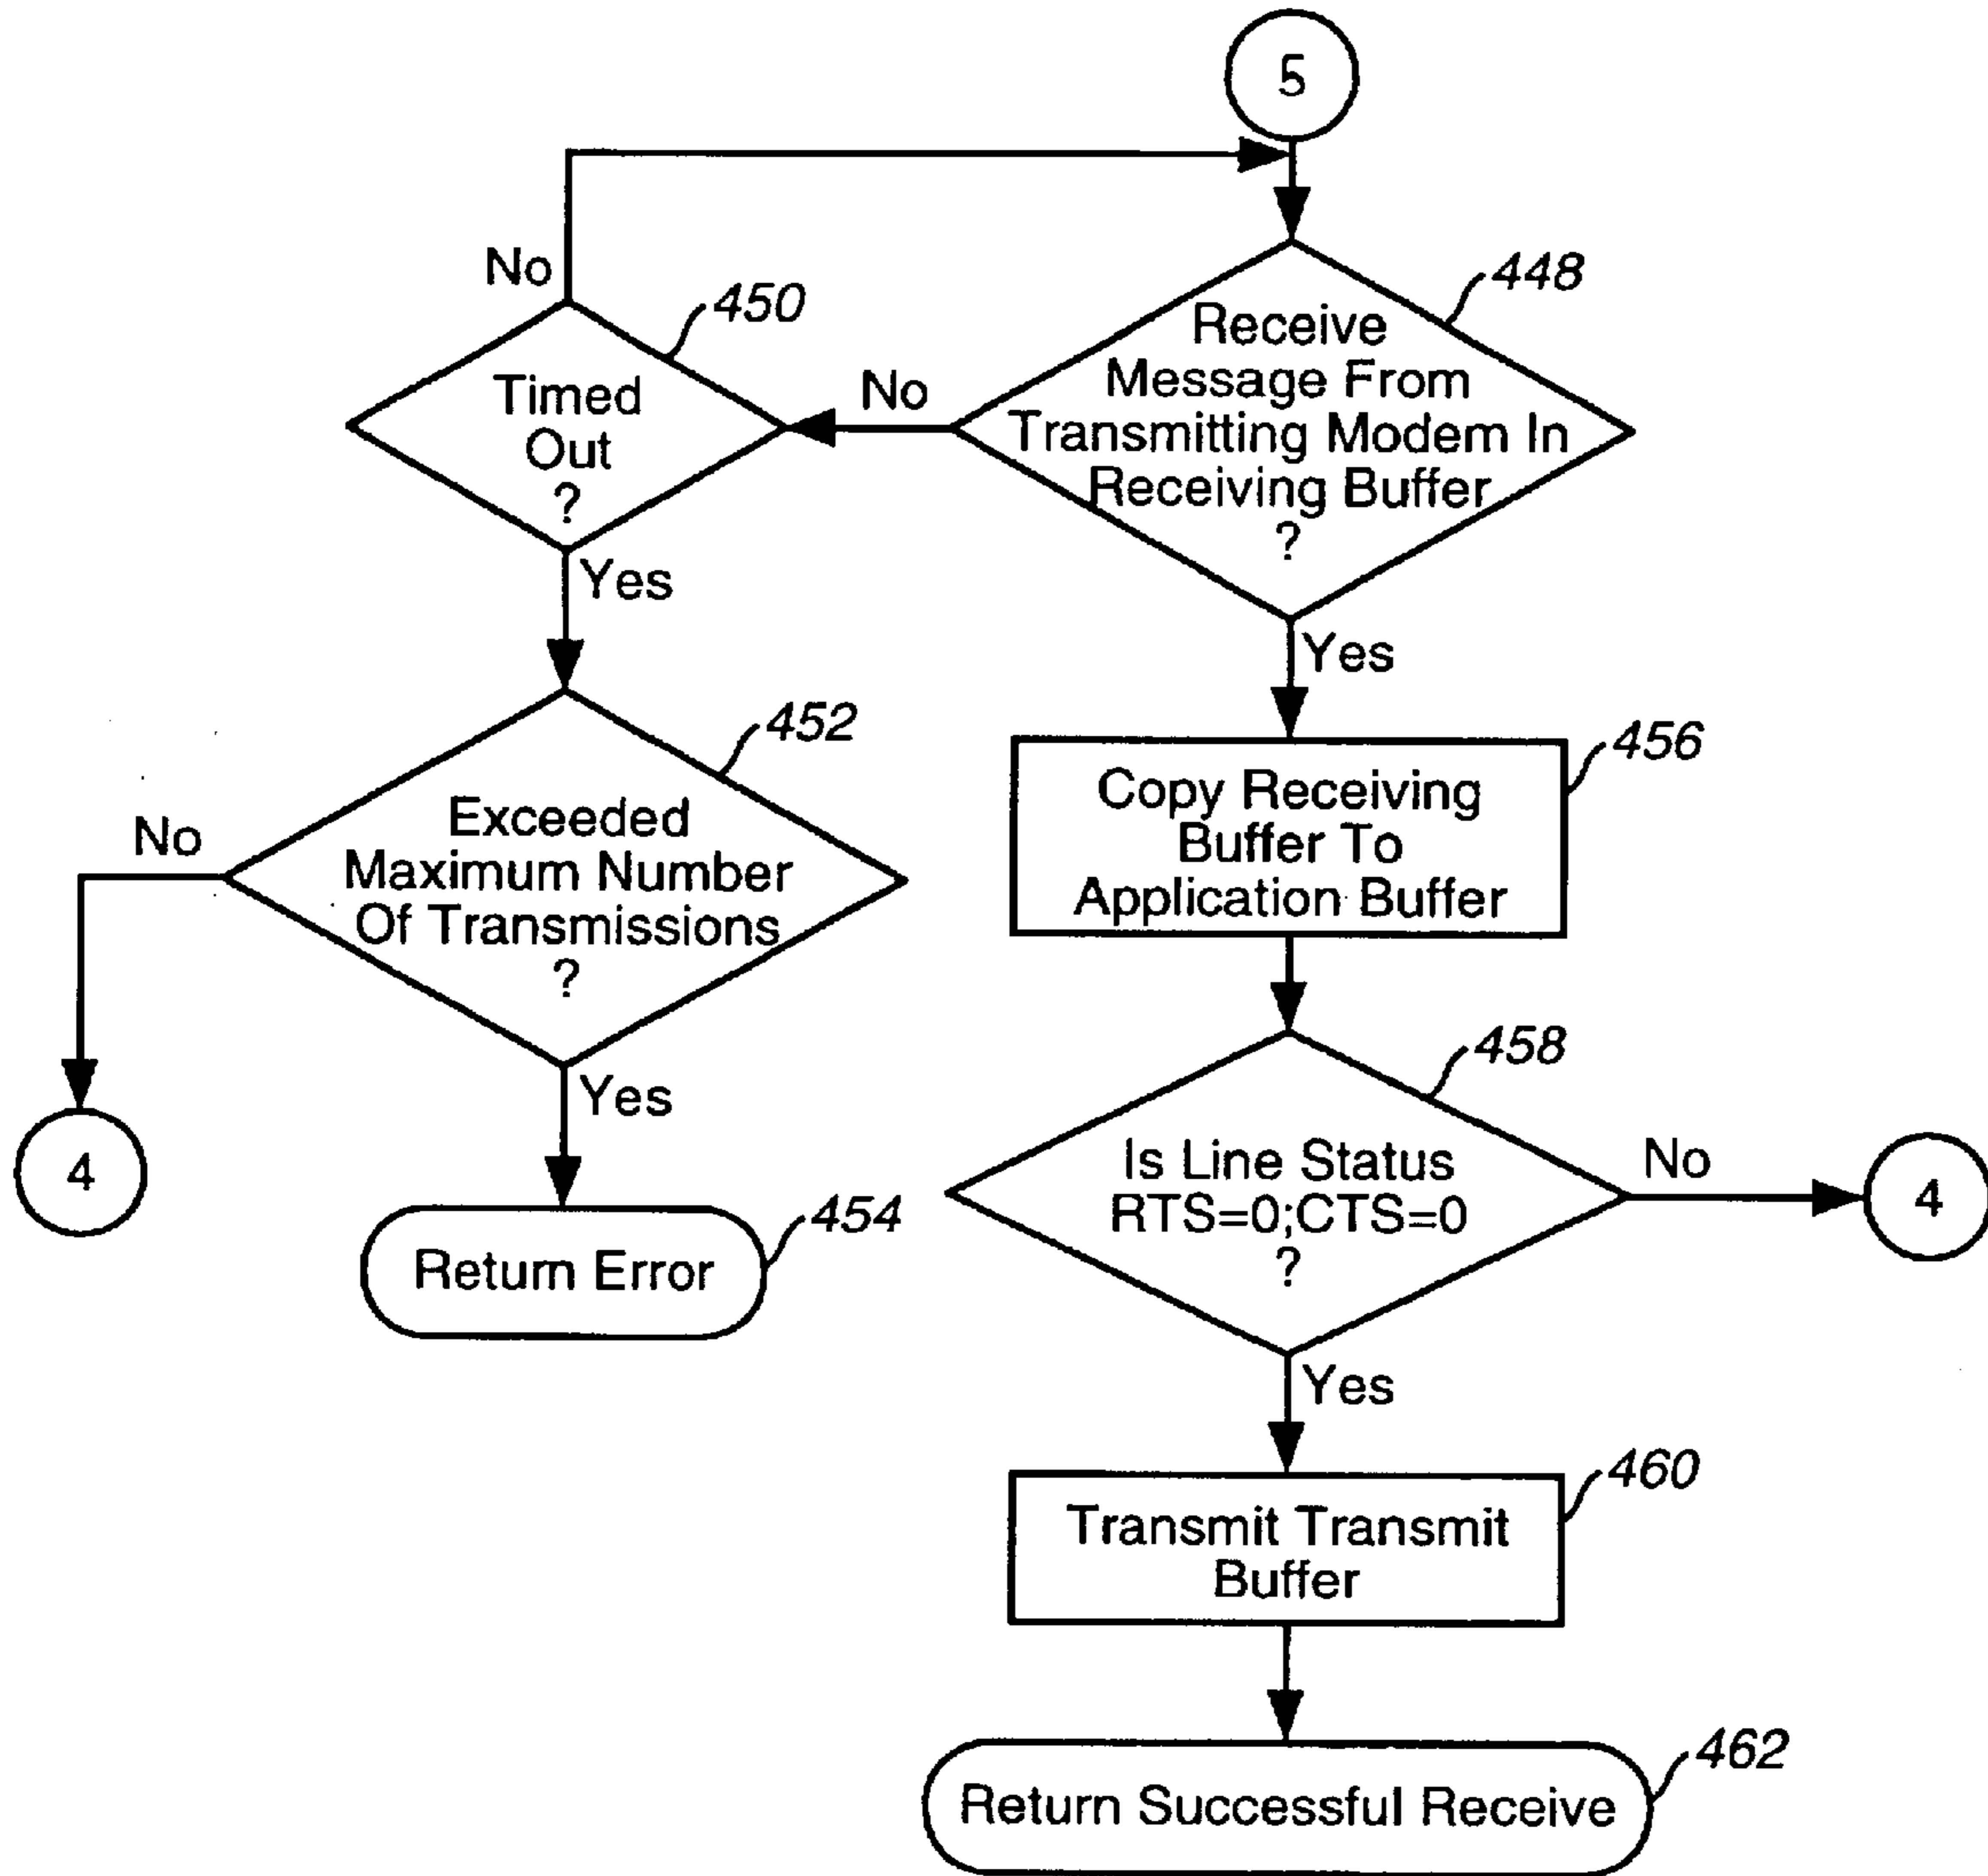 5
No
450
Timed
Out
?
Yes
No
448
Receive
Message From
Transmitting Modem In
Receiving Buffer
?
Yes
452
Exceeded
Maximum Number
Of Transmissions
?
No
4
Yes
454
Return Error
456
Copy Receiving
Buffer To
Application Buffer
458
Is Line Status
RTS=0;CTS=0
?
No
4
Yes
460
Transmit Transmit
Buffer
462
Return Successful Receive